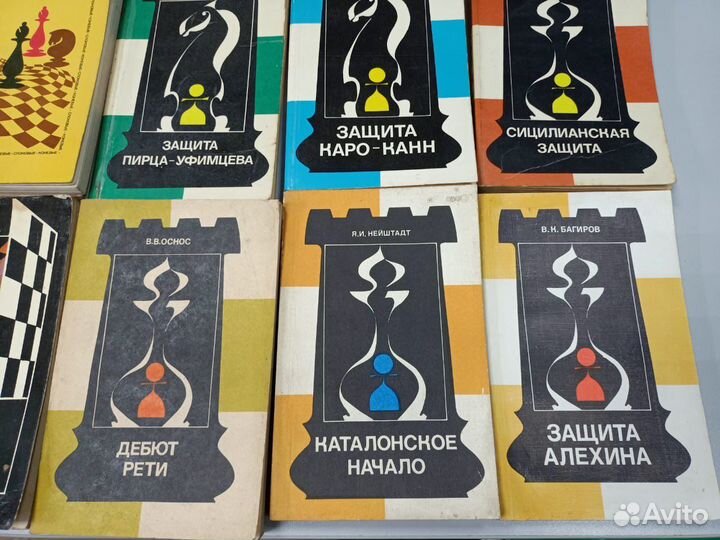 ЗАЩИТА
ПИРЦА-УФИМЦЕВА
ЗАЩИТА
КАРО-КАНН
СИЦИЛИАНСКАЯ
ЗАЩИТА
В.В.ОСНОС
ДЕБЮТ
РЕТИ
Я.И. НЕЙШТАДТ
КАТАЛОНСКОЕ
НАЧАЛО
В. К. БАГИРОВ
ЗАЩИТА
АЛЕХИНА
Avito